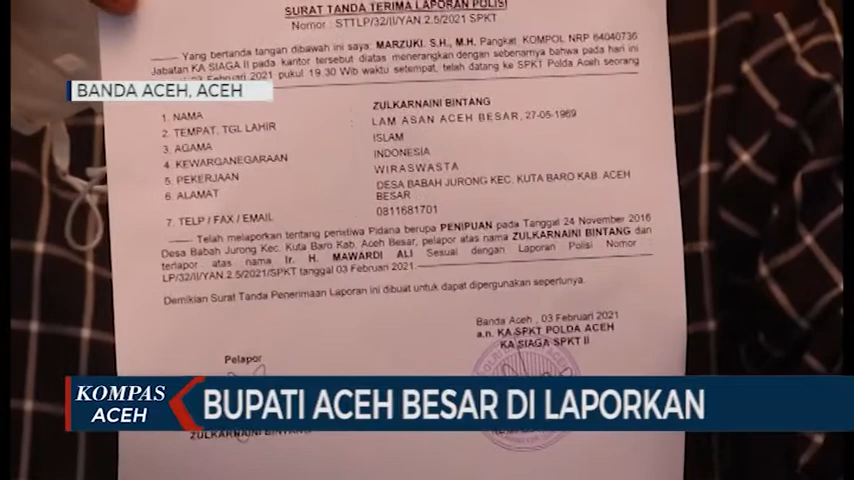 SURAT TANDA TERIMA LAPORAN POLISI
Nomor : STTLP/32/II/YAN.2.5/2021 SPKT
Yang bertanda tangan dibawah ini saya: MARZUKI. S.H., M.H. Pangkat KOMPOL NRP 64040736
Jabatan KA SIAGA II pada kantor tersebut diatas menerangkan dengan sebenarnya bahwa pada hari ini
03 Februari 2021 pukul 19.30 Wib waktu setempat, telah datang ke SPKT Polda Aceh seorang
BANDA ACEH, ACEH
1. NAMA : ZULKARNAINI BINTANG
2. TEMPAT, TGL LAHIR LAM ASAN ACEH BESAR, 27-05-1969
3. AGAMA ISLAM
4. KEWARGANEGARAAN INDONESIA
5. PEKERJAAN WIRASWASTA
6. ALAMAT DESA BABAH JURONG KEC. KUTA BARO KAB. ACEH
BESAR
7. TELP / FAX / EMAIL 0811681701
Telah melaporkan tentang peristiwa Pidana berupa PENIPUAN pada Tanggal 24 November 2016
Desa Babah Jurong Kec. Kuta Baro Kab. Aceh Besar, pelapor atas nama ZULKARNAINI BINTANG dan
terlapor atas nama Ir. H. MAWARDI ALI Sesuai dengan Laporan Polisi Nomor
LP/32/II/YAN 2.5/2021/SPKT tanggal 03 Februari 2021
Demikian Surat Tanda Penerimaan Laporan ini dibuat untuk dapat dipergunakan seperlunya.
Banda Aceh, 03 Februari 2021
a.n. KA SPKT POLDA ACEH
KA SIAGA SPKT II
Pelapor
KOMPAS
ACEH
BUPATI ACEH BESAR DI LAPORKAN
ZULKARNAINI BINTANG